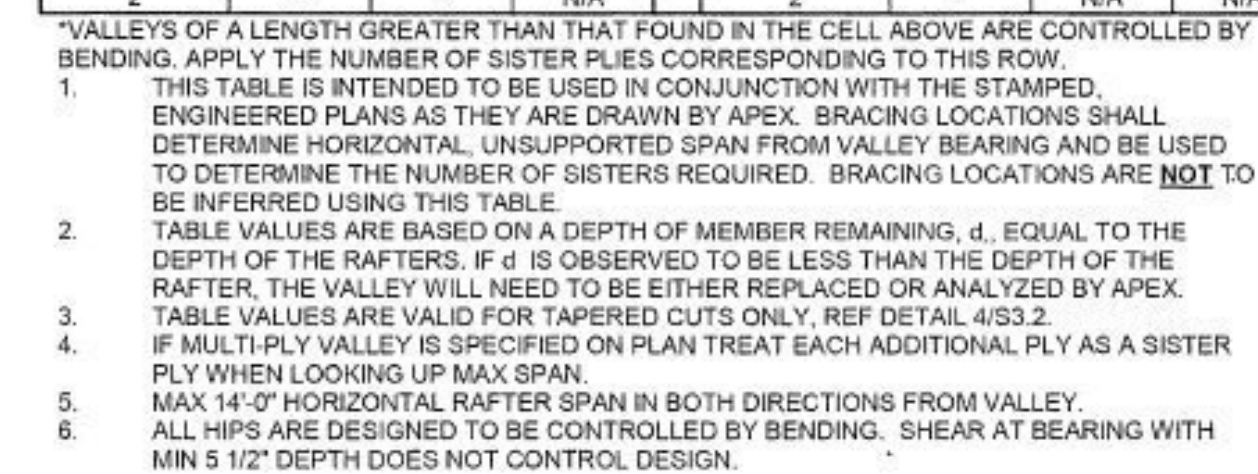 2 N/A 2 N/A N/A
*VALLEYS OF A LENGTH GREATER THAN THAT FOUND IN THE CELL ABOVE ARE CONTROLLED BY
BENDING. APPLY THE NUMBER OF SISTER PLIES CORRESPONDING TO THIS ROW.
1. THIS TABLE IS INTENDED TO BE USED IN CONJUNCTION WITH THE STAMPED,
ENGINEERED PLANS AS THEY ARE DRAWN BY APEX. BRACING LOCATIONS SHALL
DETERMINE HORIZONTAL, UNSUPPORTED SPAN FROM VALLEY BEARING AND BE USED
TO DETERMINE THE NUMBER OF SISTERS REQUIRED. BRACING LOCATIONS ARE NOT TO
BE INFERRED USING THIS TABLE.
2. TABLE VALUES ARE BASED ON A DEPTH OF MEMBER REMAINING, d,, EQUAL TO THE
DEPTH OF THE RAFTERS. IF d IS OBSERVED TO BE LESS THAN THE DEPTH OF THE
RAFTER, THE VALLEY WILL NEED TO BE EITHER REPLACED OR ANALYZED BY APEX.
3. TABLE VALUES ARE VALID FOR TAPERED CUTS ONLY, REF DETAIL 4/S3.2.
4. IF MULTI-PLY VALLEY IS SPECIFIED ON PLAN TREAT EACH ADDITIONAL PLY AS A SISTER
PLY WHEN LOOKING UP MAX SPAN.
5. MAX 14'-0" HORIZONTAL RAFTER SPAN IN BOTH DIRECTIONS FROM VALLEY.
6. ALL HIPS ARE DESIGNED TO BE CONTROLLED BY BENDING. SHEAR AT BEARING WITH
MIN 5 1/2" DEPTH DOES NOT CONTROL DESIGN.